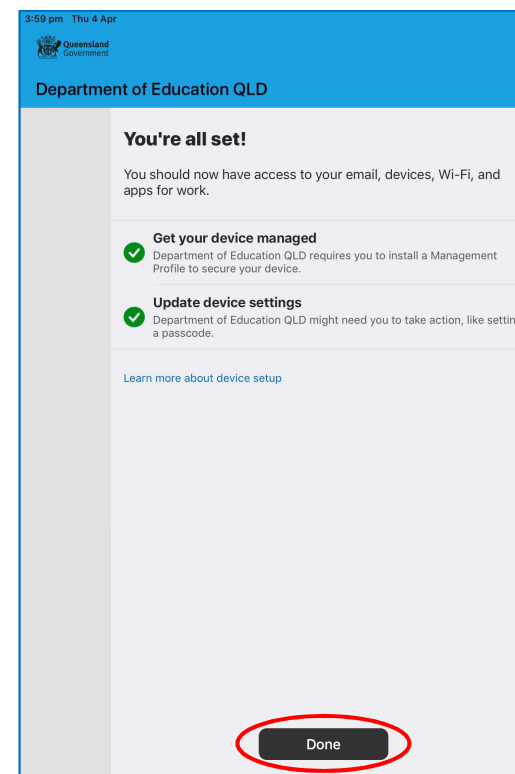 3:59 pm Thu 4 Apr
Queensland
Government
Department of Education QLD
You're all set!
You should now have access to your email, devices, Wi-Fi, and
apps for work.
Get your device managed
Department of Education QLD requires you to install a Management
Profile to secure your device.
Update device settings
Department of Education QLD might need you to take action, like settin
a passcode.
Learn more about device setup
Done